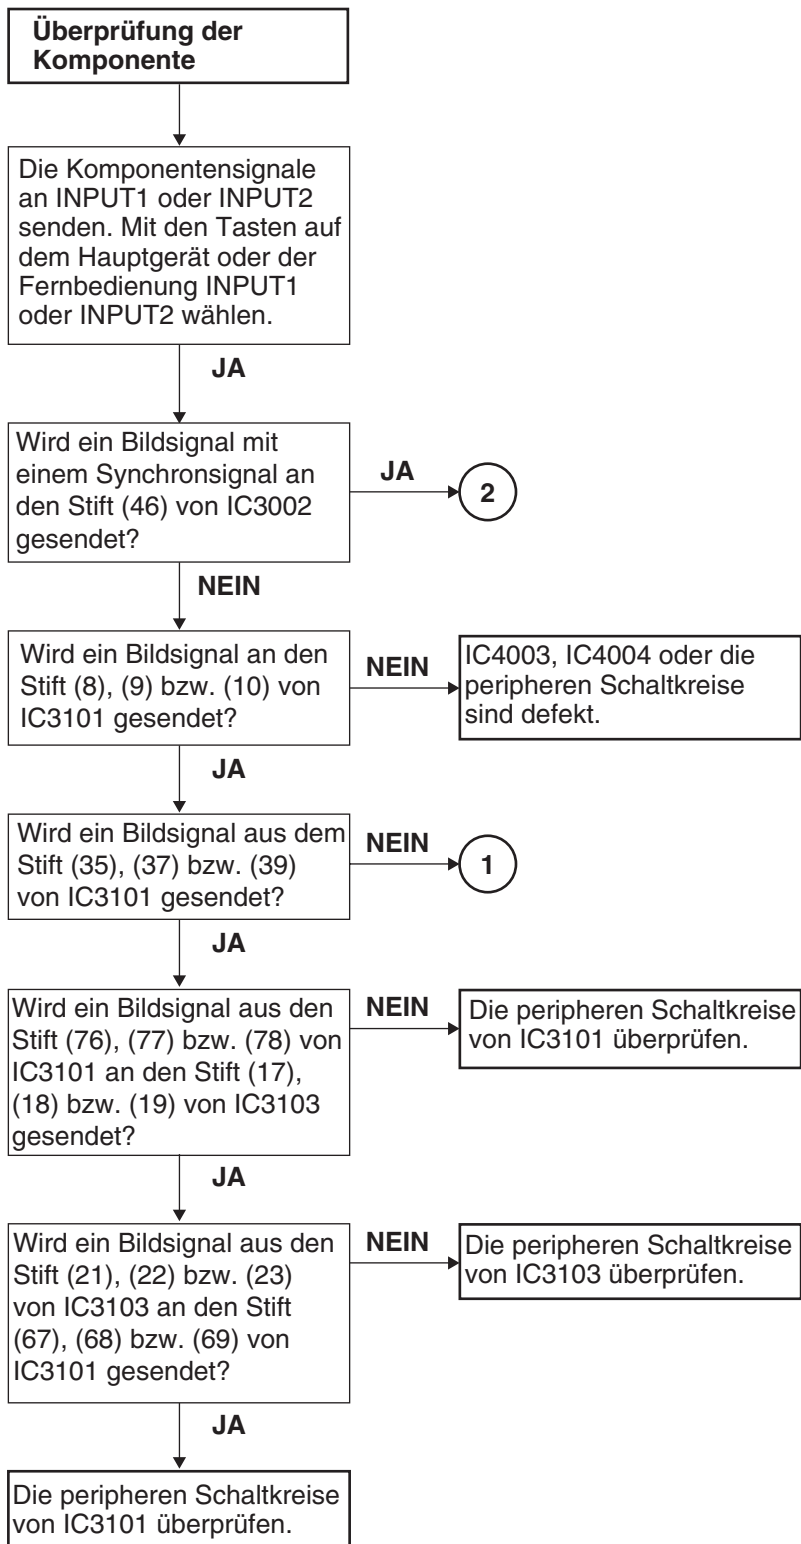 Überprüfung der
Komponente
Die Komponentensignale
an INPUT1 oder INPUT2
senden. Mit den Tasten auf
dem Hauptgerät oder der
Fernbedienung INPUT1
oder INPUT2 wählen.
JA
Wird ein Bildsignal mit
einem Synchronsignal an
den Stift (46) von IC3002
gesendet?
JA
2
NEIN
Wird ein Bildsignal an den
Stift (8), (9) bzw. (10) von
IC3101 gesendet?
NEIN
IC4003, IC4004 oder die
peripheren Schaltkreise
sind defekt.
JA
Wird ein Bildsignal aus dem
Stift (35), (37) bzw. (39)
von IC3101 gesendet?
NEIN
1
JA
Wird ein Bildsignal aus den
Stift (76), (77) bzw. (78) von
IC3101 an den Stift (17),
(18) bzw. (19) von IC3103
gesendet?
NEIN
Die peripheren Schaltkreise
von IC3101 überprüfen.
JA
Wird ein Bildsignal aus den
Stift (21), (22) bzw. (23)
von IC3103 an den Stift
(67), (68) bzw. (69) von
IC3101 gesendet?
NEIN
Die peripheren Schaltkreise
von IC3103 überprüfen.
JA
Die peripheren Schaltkreise
von IC3101 überprüfen.